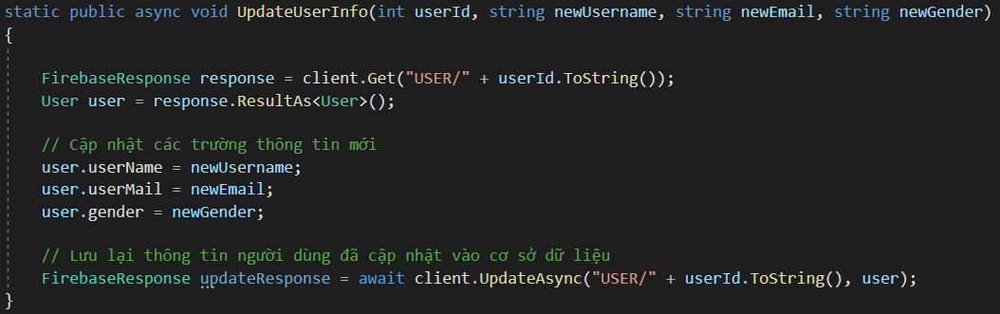 static public async void UpdateUserInfo(int userId, string newUsername, string newEmail, string newGender)
{
FirebaseResponse response = client.Get("USER/" + userId.ToString());
User user = response.ResultAs<User>();
// Cập nhật các trường thông tin mới
user.userName = newUsername;
user.userMail = newEmail;
user.gender = newGender;
// Lưu lại thông tin người dùng đã cập nhật vào cơ sở dữ liệu
FirebaseResponse updateResponse = await client.UpdateAsync("USER/" + userId.ToString(), user);
}